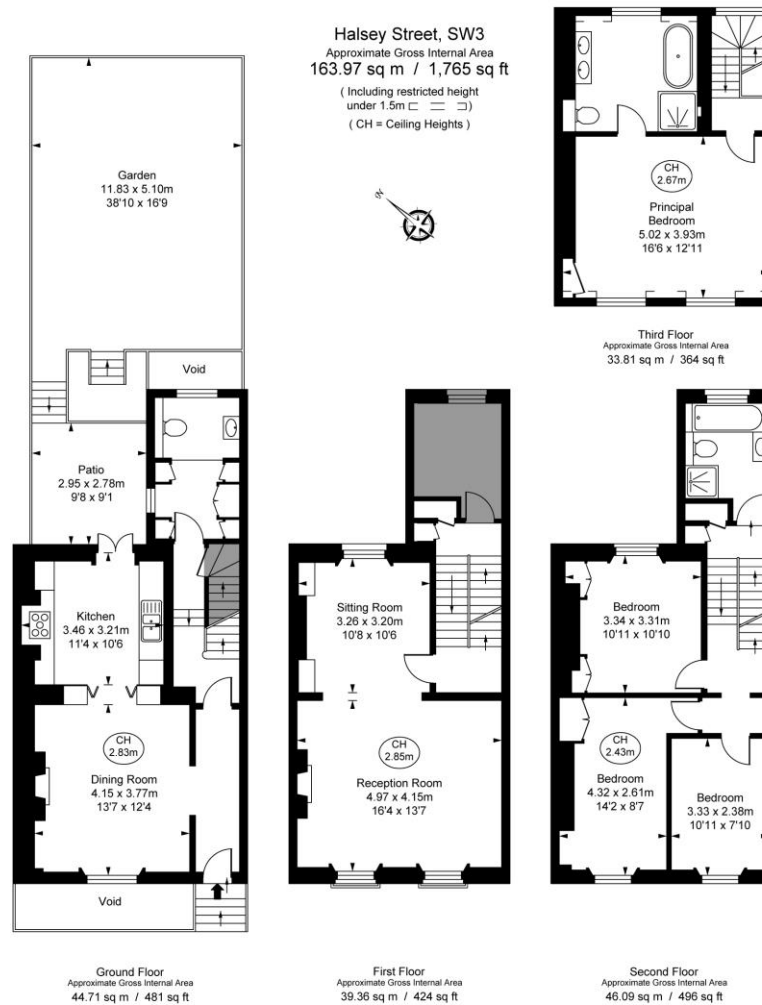 Halsey Street, SW3
Approximate Gross Internal Area
163.97 sq m / 1,765 sq ft
( Including restricted height
under 1.5m )
( CH = Ceiling Heights )
Garden
11.83 x 5.10m
38'10 x 16'9
Void
Patio
2.95 x 2.78m
9'8 x 9'1
Kitchen
3.46 x 3.21m
11'4 x 10'6
CH
2.83m
Dining Room
4.15 x 3.77m
13'7 x 12'4
Void
Ground Floor
Approximate Gross Internal Area
44.71 sq m / 481 sq ft
Sitting Room
3.26 x 3.20m
10'8 x 10'6
CH
2.85m
Reception Room
4.97 x 4.15m
16'4 x 13'7
First Floor
Approximate Gross Internal Area
39.36 sq m / 424 sq ft
CH
2.67m
Principal
Bedroom
5.02 x 3.93m
16'6 x 12'11
Third Floor
Approximate Gross Internal Area
33.81 sq m / 364 sq ft
Bedroom
3.34 x 3.31m
10'11 x 10'10
CH
2.43m
Bedroom
4.32 x 2.61m
14'2 x 8'7
Bedroom
3.33 x 2.38m
10'11 x 7'10
Second Floor
Approximate Gross Internal Area
46.09 sq m / 496 sq ft